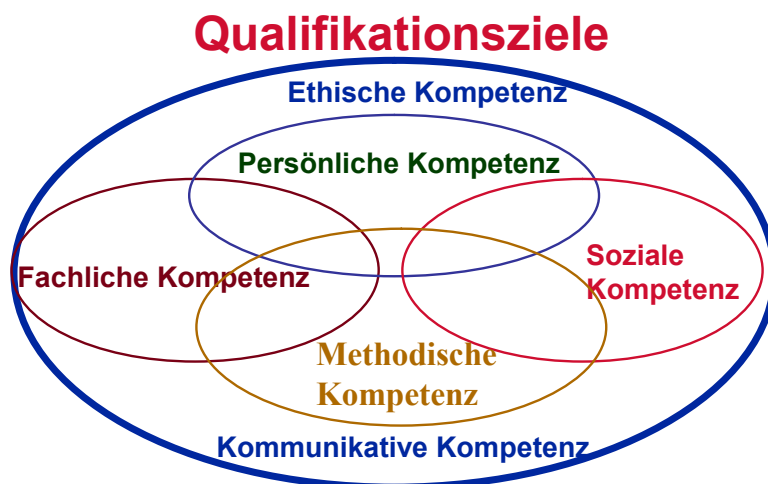 Qualifikationsziele
Ethische Kompetenz
Persönliche Kompetenz
Fachliche Kompetenz
Soziale
Kompetenz
Methodische
Kompetenz
Kommunikative Kompetenz